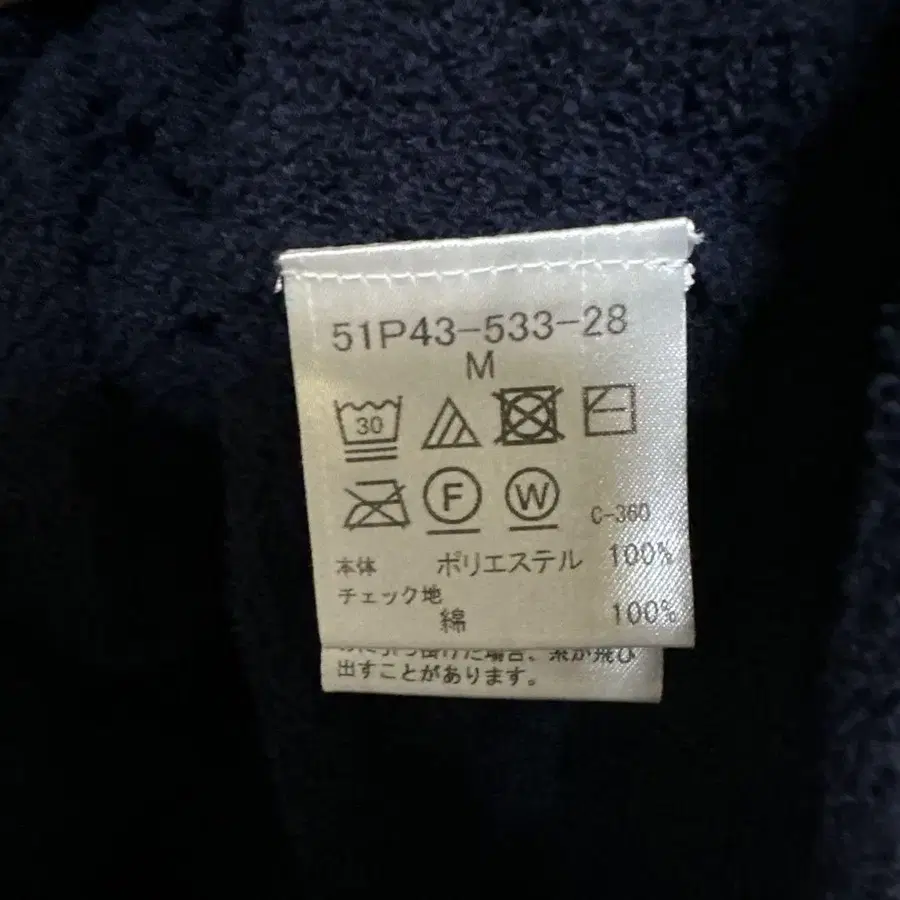 51P43-533-28
M
30
F W C-360
本体 ポリエステル 100%
チェック地
綿 100%
出すことがあります。